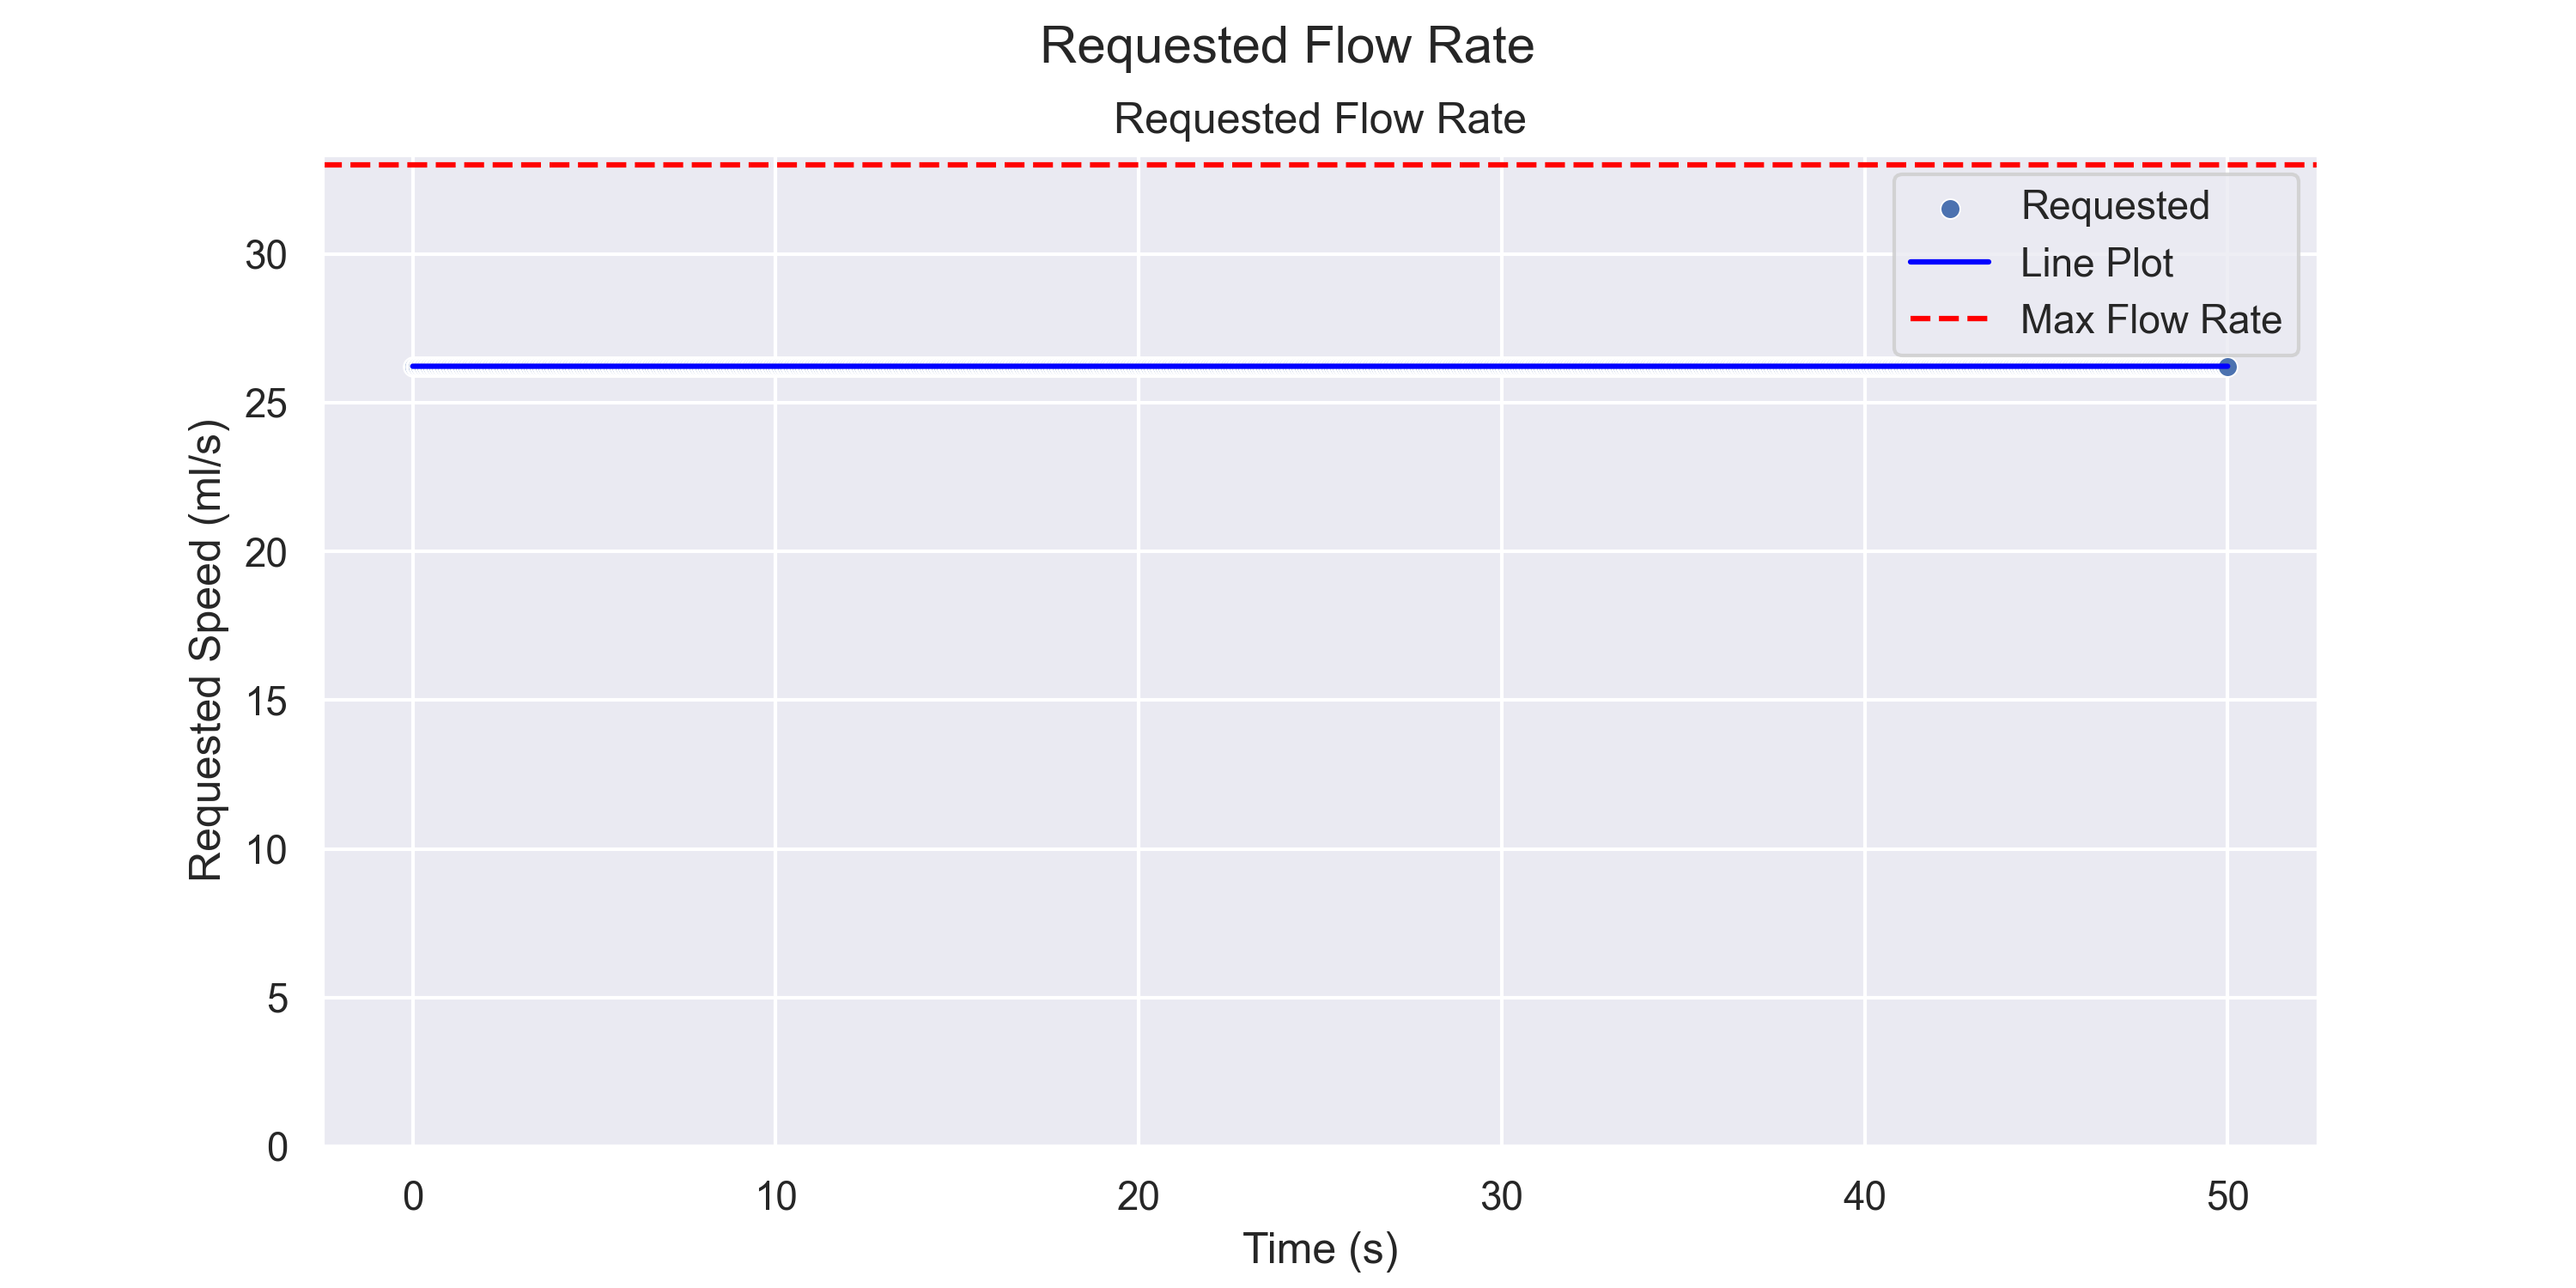 Requested Flow Rate
Requested Flow Rate
Requested
Line Plot
Max Flow Rate
Requested Speed (ml/s)
30
25
20
15
10
5
0
0 10 20 30 40 50
Time (s)